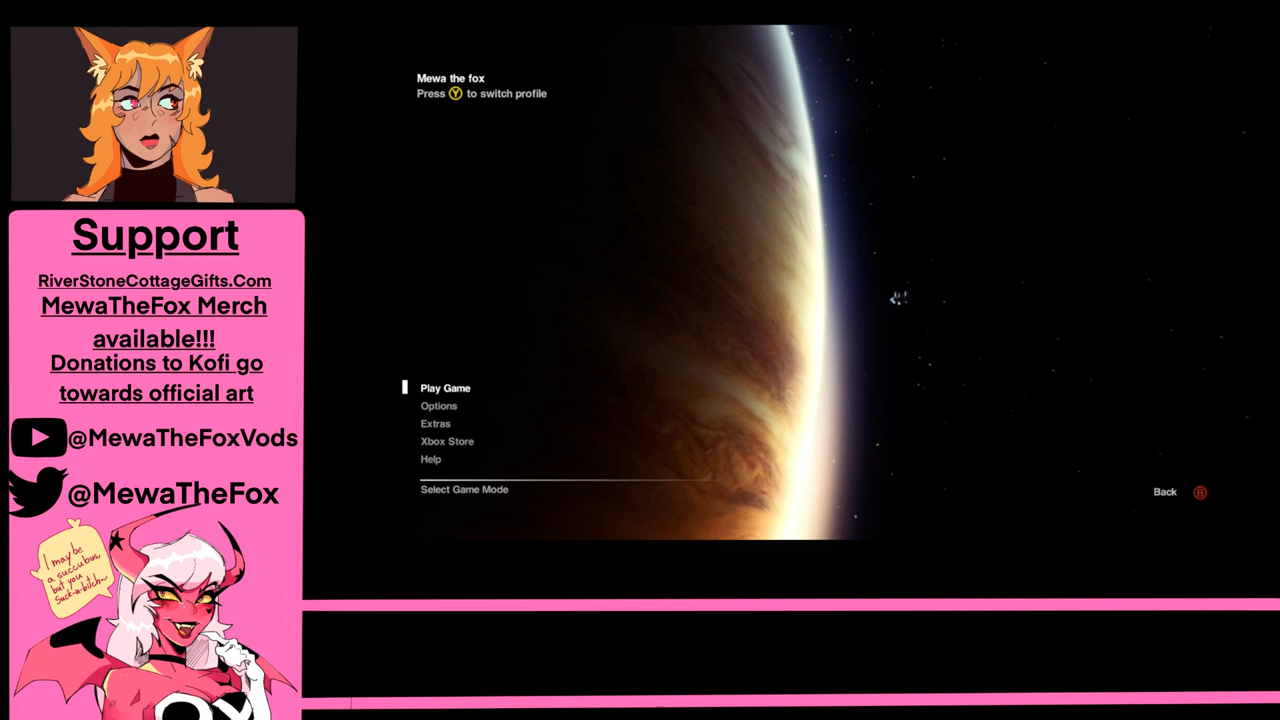 Support
RiverStoneCottageGifts.Com
MewaTheFox Merch
available!!!
Donations to Kofi go
towards official art
@MewaTheFoxVods
@MewaTheFox
I may be
a succubus,
but you
suck-a-bitch~
Mewa the fox
Press Y to switch profile
Play Game
Options
Extras
Xbox Store
Help
Select Game Mode
Back B